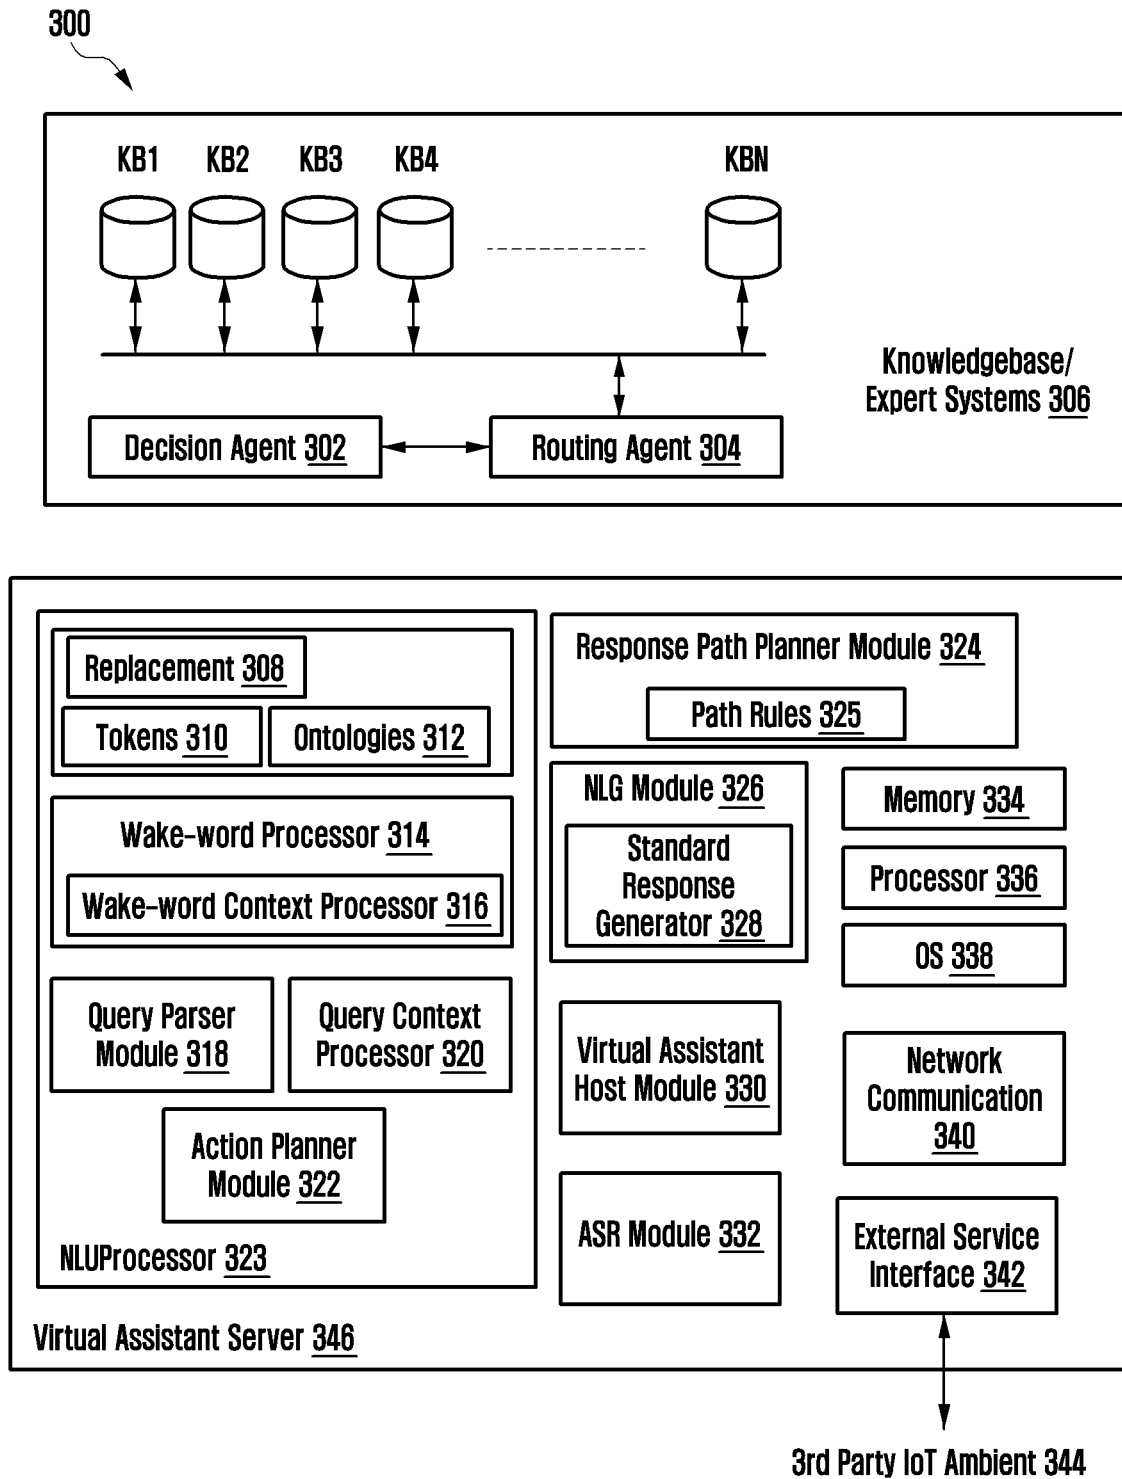 300
KB1 KB2 KB3 KB4 KBN
Knowledgebase/
Expert Systems 306
Decision Agent 302
Routing Agent 304
Replacement 308
Tokens 310
Ontologies 312
Wake-word Processor 314
Wake-word Context Processor 316
Query Parser
Module 318
Query Context
Processor 320
Action Planner
Module 322
NLUProcessor 323
Response Path Planner Module 324
Path Rules 325
NLG Module 326
Standard
Response
Generator 328
Virtual Assistant
Host Module 330
ASR Module 332
Memory 334
Processor 336
OS 338
Network
Communication
340
External Service
Interface 342
Virtual Assistant Server 346
3rd Party IoT Ambient 344